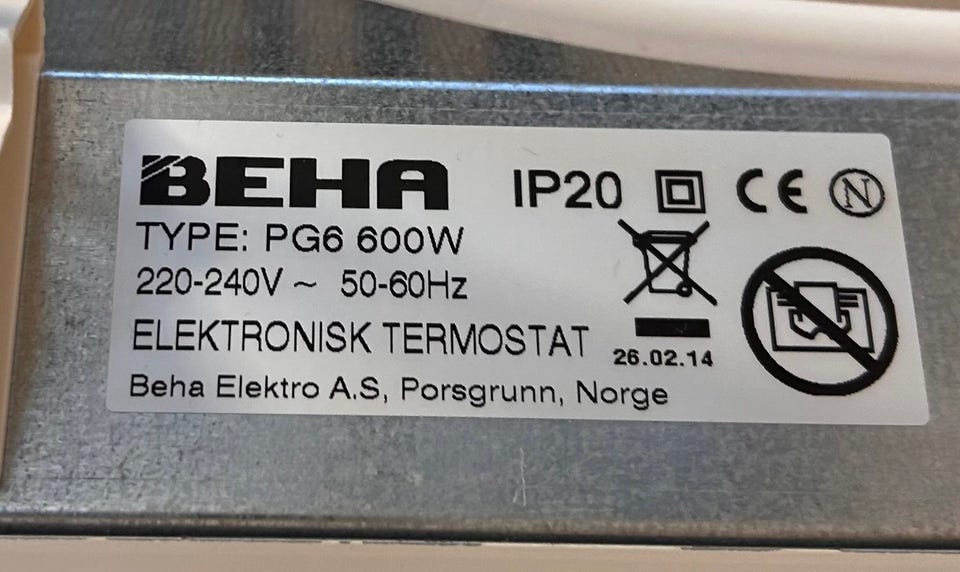 BEHA IP20 CE N
TYPE: PG6 600W
220-240V ~ 50-60Hz
ELEKTRONISK TERMOSTAT
26.02.14
Beha Elektro A.S, Porsgrunn, Norge